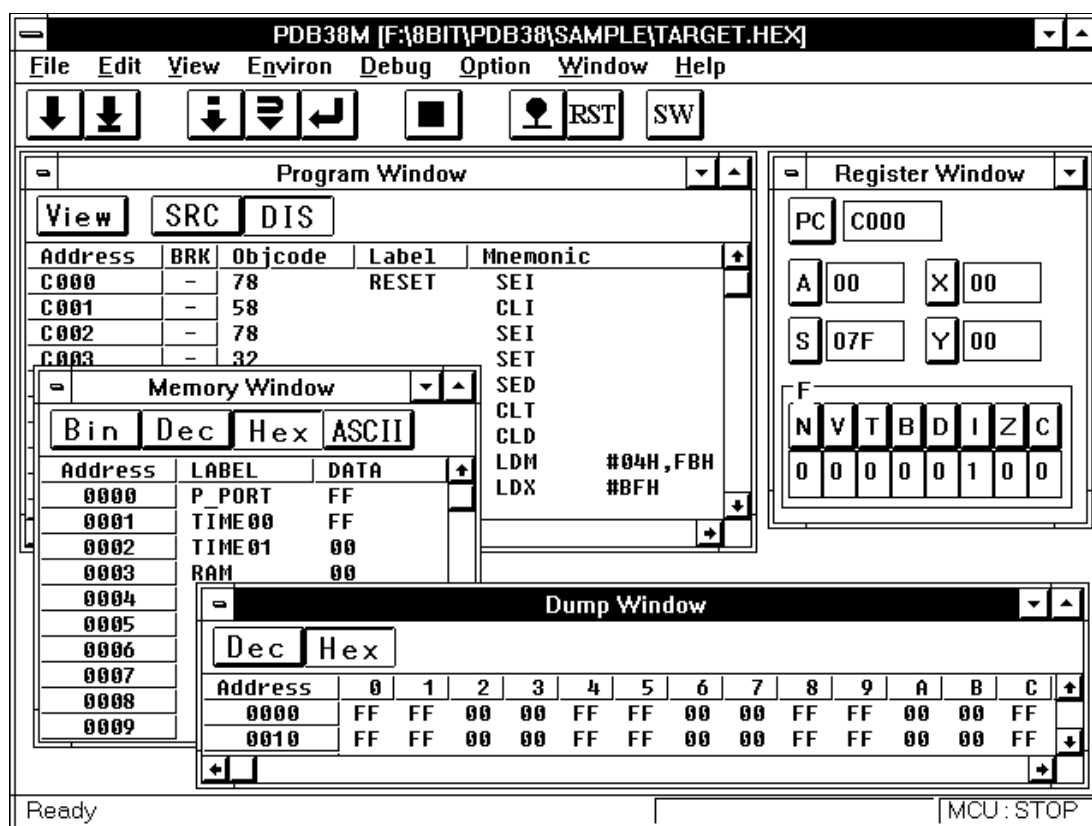 PDB38M [F:\8BIT\PDB38\SAMPLE\TARGET.HEX]
File Edit View Environ Debug Option Window Help
RST SW
Program Window
View SRC DIS
Address BRK Objcode Label Mnemonic
C000 – 78 RESET SEI
C001 – 58 CLI
C002 – 78 SEI
C003 – 32 SET
SED
CLT
CLD
LDM #04H,FBH
LDX #BFH
Register Window
PC C000
A 00 X 00
S 07F Y 00
F
N V T B D I Z C
0 0 0 0 0 1 0 0
Memory Window
Bin Dec Hex ASCII
Address LABEL DATA
0000 P_PORT FF
0001 TIME00 FF
0002 TIME01 00
0003 RAM 00
0004
0005
0006
0007
0008
0009
Dump Window
Dec Hex
Address 0 1 2 3 4 5 6 7 8 9 A B C
0000 FF FF 00 00 FF FF 00 00 FF FF 00 00 FF
0010 FF FF 00 00 FF FF 00 00 FF FF 00 00 FF
Ready MCU:STOP